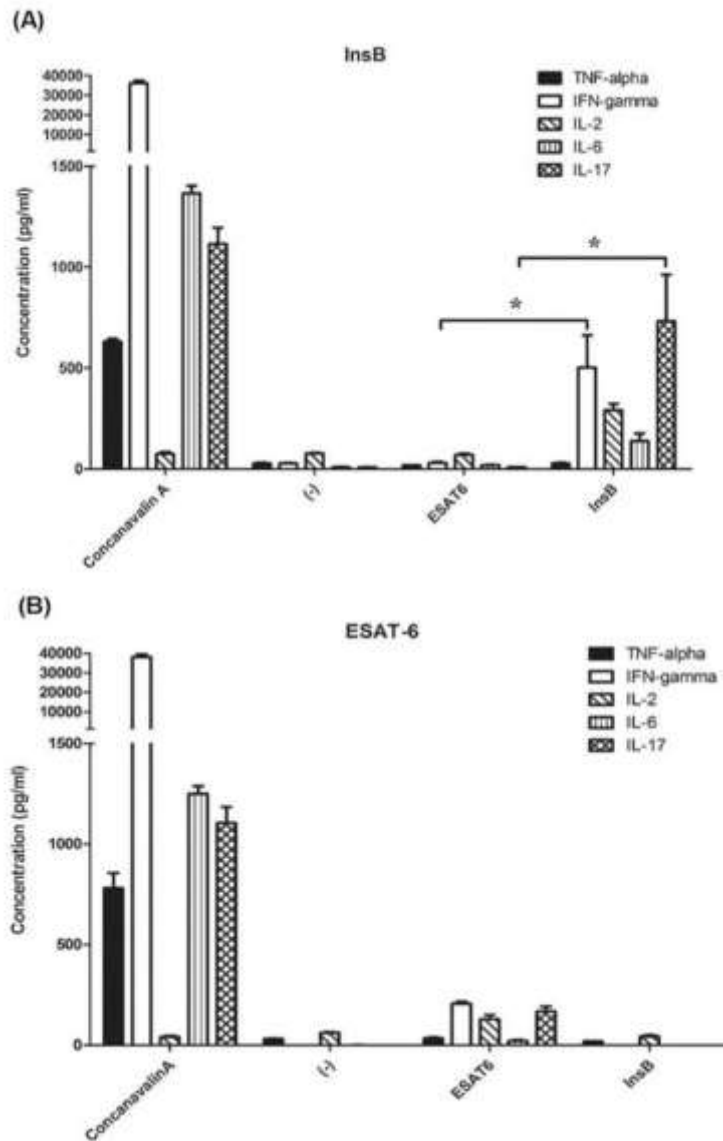 (A)
InsB
TNF-alpha
IFN-gamma
IL-2
IL-6
IL-17
40000
30000
20000
10000
1500
1000
500
0
Concentration (pg/ml)
*
*
Concanavalin A
(-)
ESAT6
InsB
(B)
ESAT-6
TNF-alpha
IFN-gamma
IL-2
IL-6
IL-17
40000
30000
20000
10000
1500
1000
500
0
Concentration (pg/ml)
ConcanavalinA
(-)
ESAT6
InsB